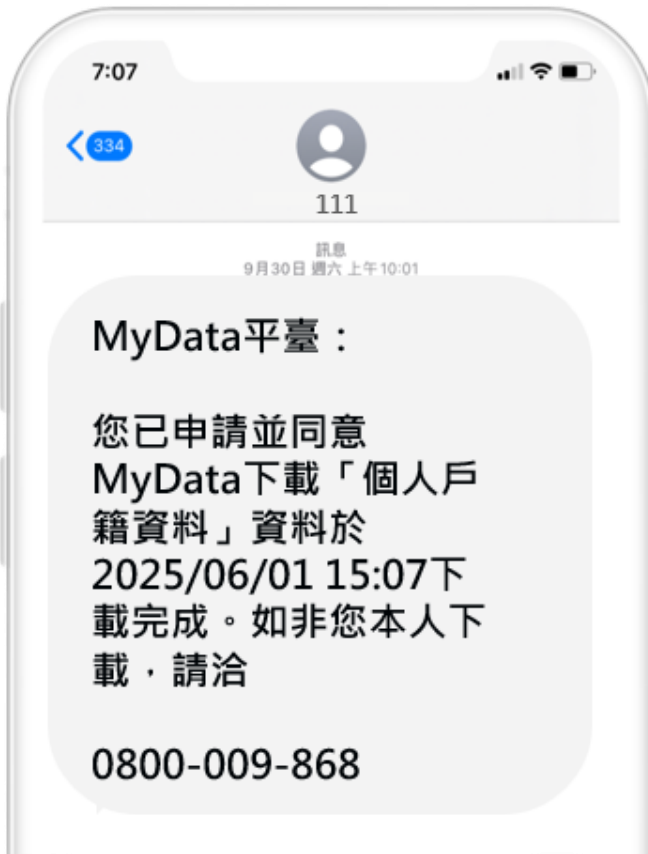 7:07
334
111
訊息
9月30日 週六 上午10:01
MyData平臺：
您已申請並同意
MyData下載「個人戶
籍資料」資料於
2025/06/01 15:07下
載完成。如非您本人下
載，請洽
0800-009-868